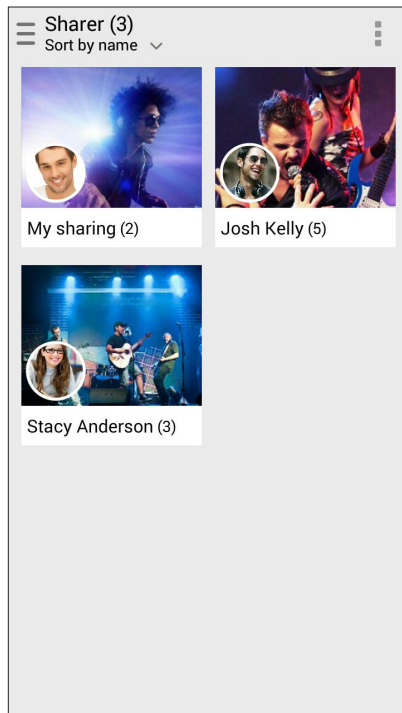 Sharer (3)
Sort by name
My sharing (2)
Josh Kelly (5)
Stacy Anderson (3)